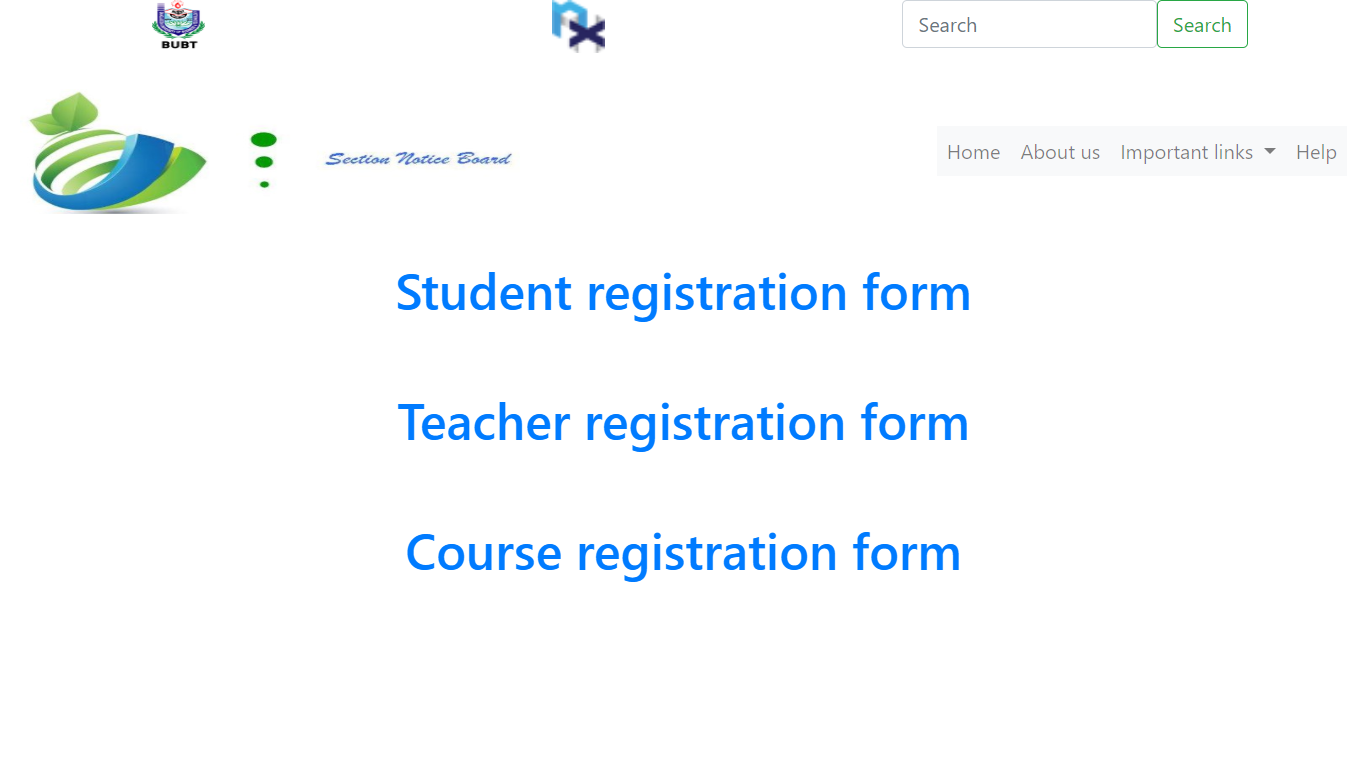 BUBT
Search Search
Section Notice Board
Home About us Important links Help
Student registration form
Teacher registration form
Course registration form